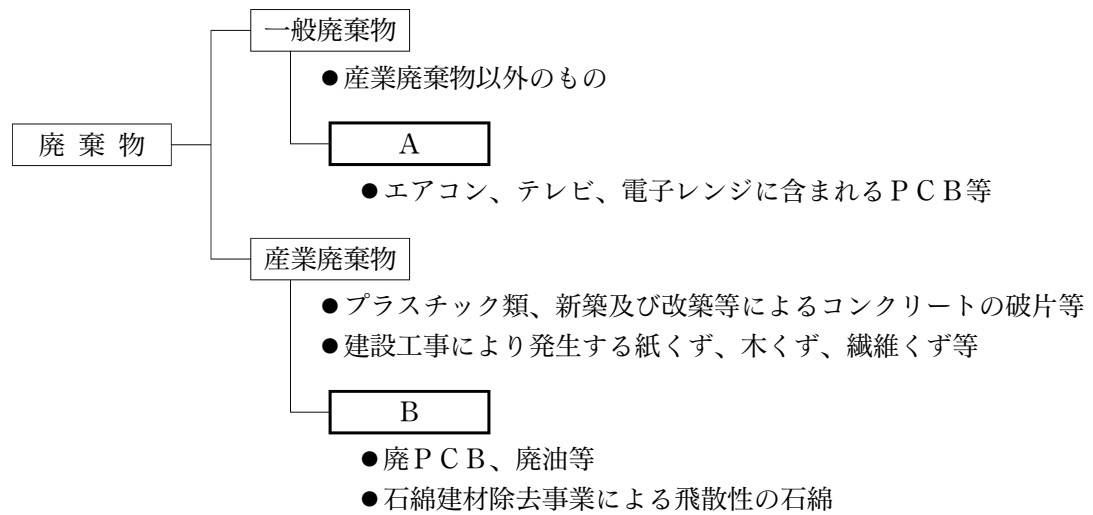 一般廃棄物
●産業廃棄物以外のもの
廃棄物
A
●エアコン、テレビ、電子レンジに含まれるPCB等
産業廃棄物
●プラスチック類、新築及び改築等によるコンクリートの破片等
●建設工事により発生する紙くず、木くず、繊維くず等
B
●廃PCB、廃油等
●石綿建材除去事業による飛散性の石綿